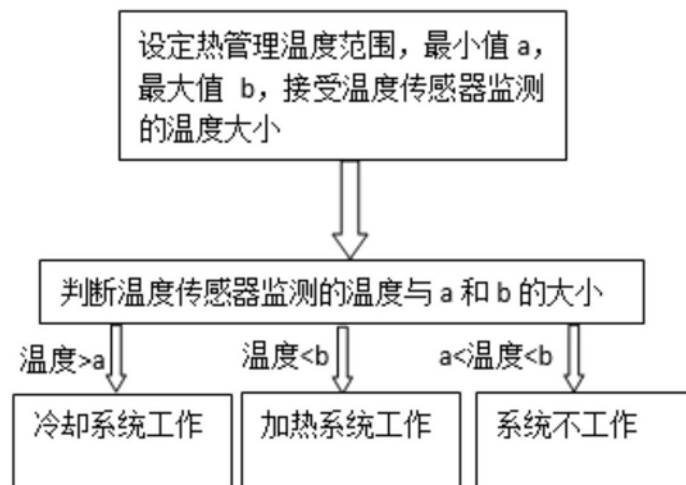 设定热管理温度范围，最小值 a，
最大值 b，接受温度传感器监测
的温度大小
判断温度传感器监测的温度与 a 和 b 的大小
温度>a
温度<b
a<温度<b
冷却系统工作
加热系统工作
系统不工作